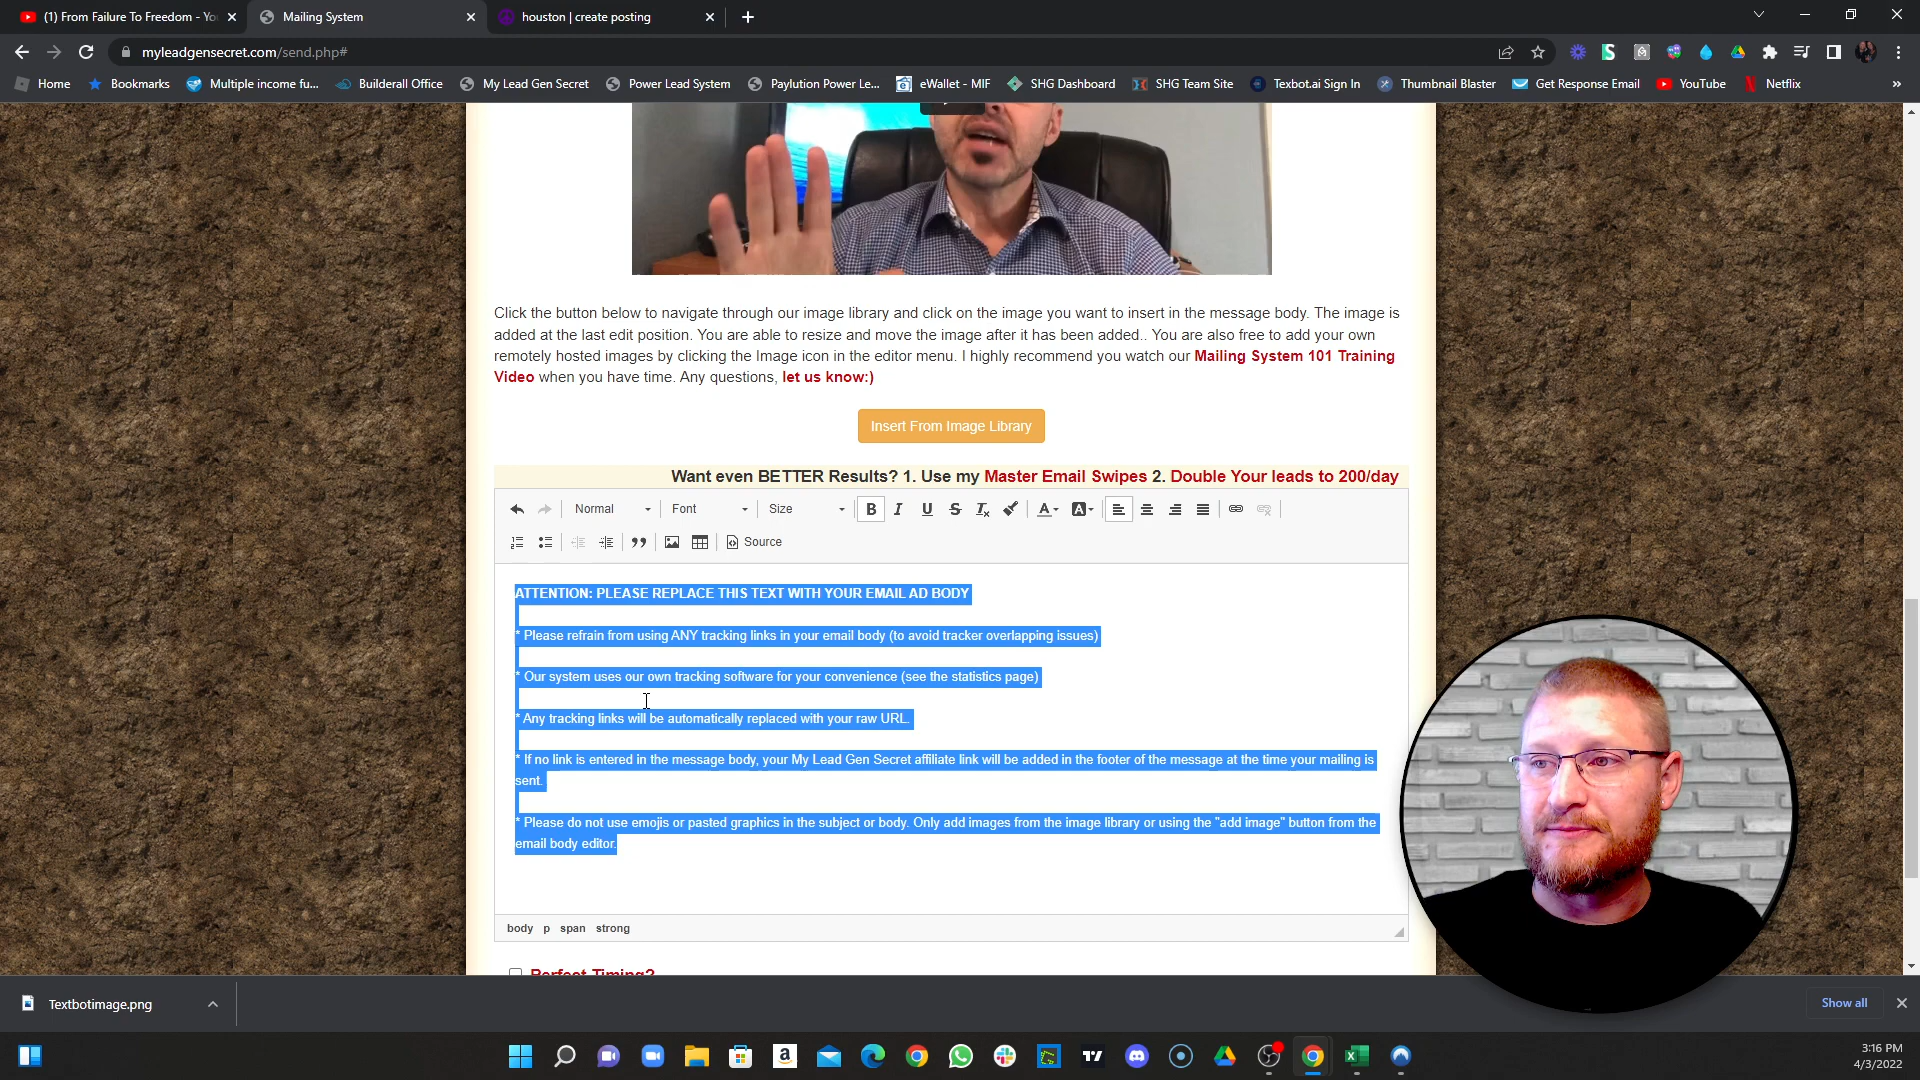 (1) From Failure To Freedom - Yo
Mailing System
houston | create posting
myleadgensecret.com/send.php#
Home
Bookmarks
Multiple income fu...
Builderall Office
My Lead Gen Secret
Power Lead System
Paylution Power Le...
eWallet - MIF
SHG Dashboard
SHG Team Site
Texbot.ai Sign In
Thumbnail Blaster
Get Response Email
YouTube
Netflix
Click the button below to navigate through our image library and click on the image you want to insert in the message body. The image is
added at the last edit position. You are able to resize and move the image after it has been added.. You are also free to add your own
remotely hosted images by clicking the Image icon in the editor menu. I highly recommend you watch our Mailing System 101 Training
Video when you have time. Any questions, let us know:)
Insert From Image Library
Want even BETTER Results? 1. Use my Master Email Swipes 2. Double Your leads to 200/day
Normal
Font
Size
Source
ATTENTION: PLEASE REPLACE THIS TEXT WITH YOUR EMAIL AD BODY
* Please refrain from using ANY tracking links in your email body (to avoid tracker overlapping issues)
* Our system uses our own tracking software for your convenience (see the statistics page)
* Any tracking links will be automatically replaced with your raw URL.
* If no link is entered in the message body, your My Lead Gen Secret affiliate link will be added in the footer of the message at the time your mailing is
sent.
* Please do not use emojis or pasted graphics in the subject or body. Only add images from the image library or using the "add image" button from the
email body editor.
body p span strong
Perfect Timing?
Textbotimage.png
Show all
3:16 PM
4/3/2022